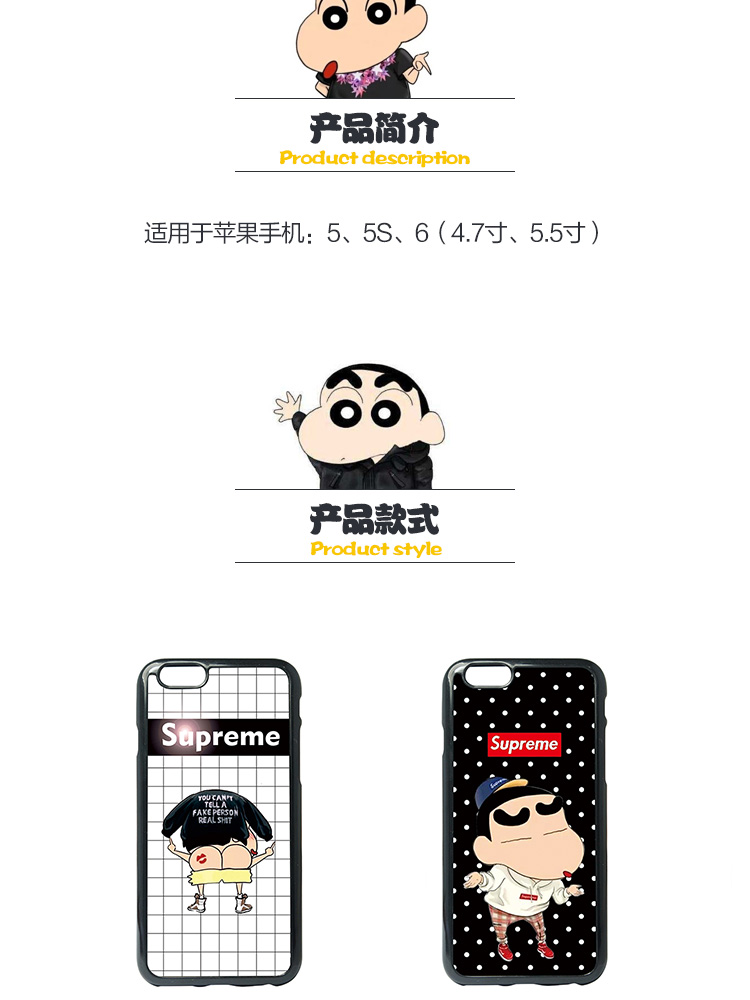 产品简介
Product description
适用于苹果手机：5、5S、6（4.7寸、5.5寸）
产品款式
Product style
Supreme
YOU CAN'T
TELL A
FAKE PERSON
REAL SHIT
Supreme